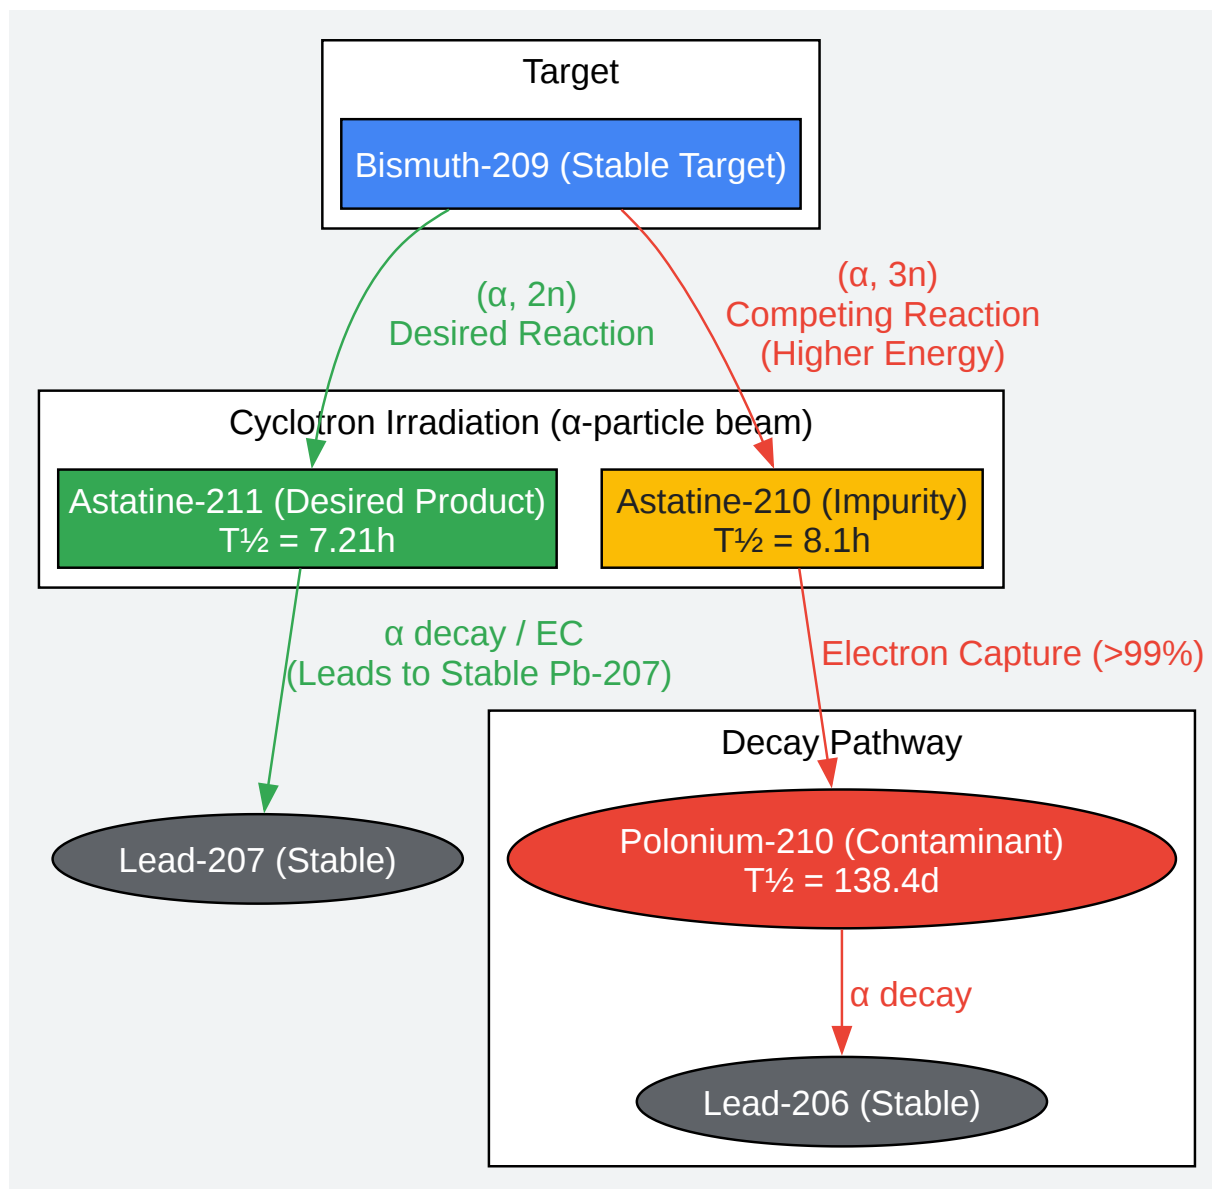 Target
Bismuth-209 (Stable Target)
(α, 2n)
Desired Reaction
(α, 3n)
Competing Reaction
(Higher Energy)
Cyclotron Irradiation (α-particle beam)
Astatine-211 (Desired Product)
T½ = 7.21h
Astatine-210 (Impurity)
T½ = 8.1h
α decay / EC
(Leads to Stable Pb-207)
Electron Capture (>99%)
Decay Pathway
Lead-207 (Stable)
Polonium-210 (Contaminant)
T½ = 138.4d
α decay
Lead-206 (Stable)